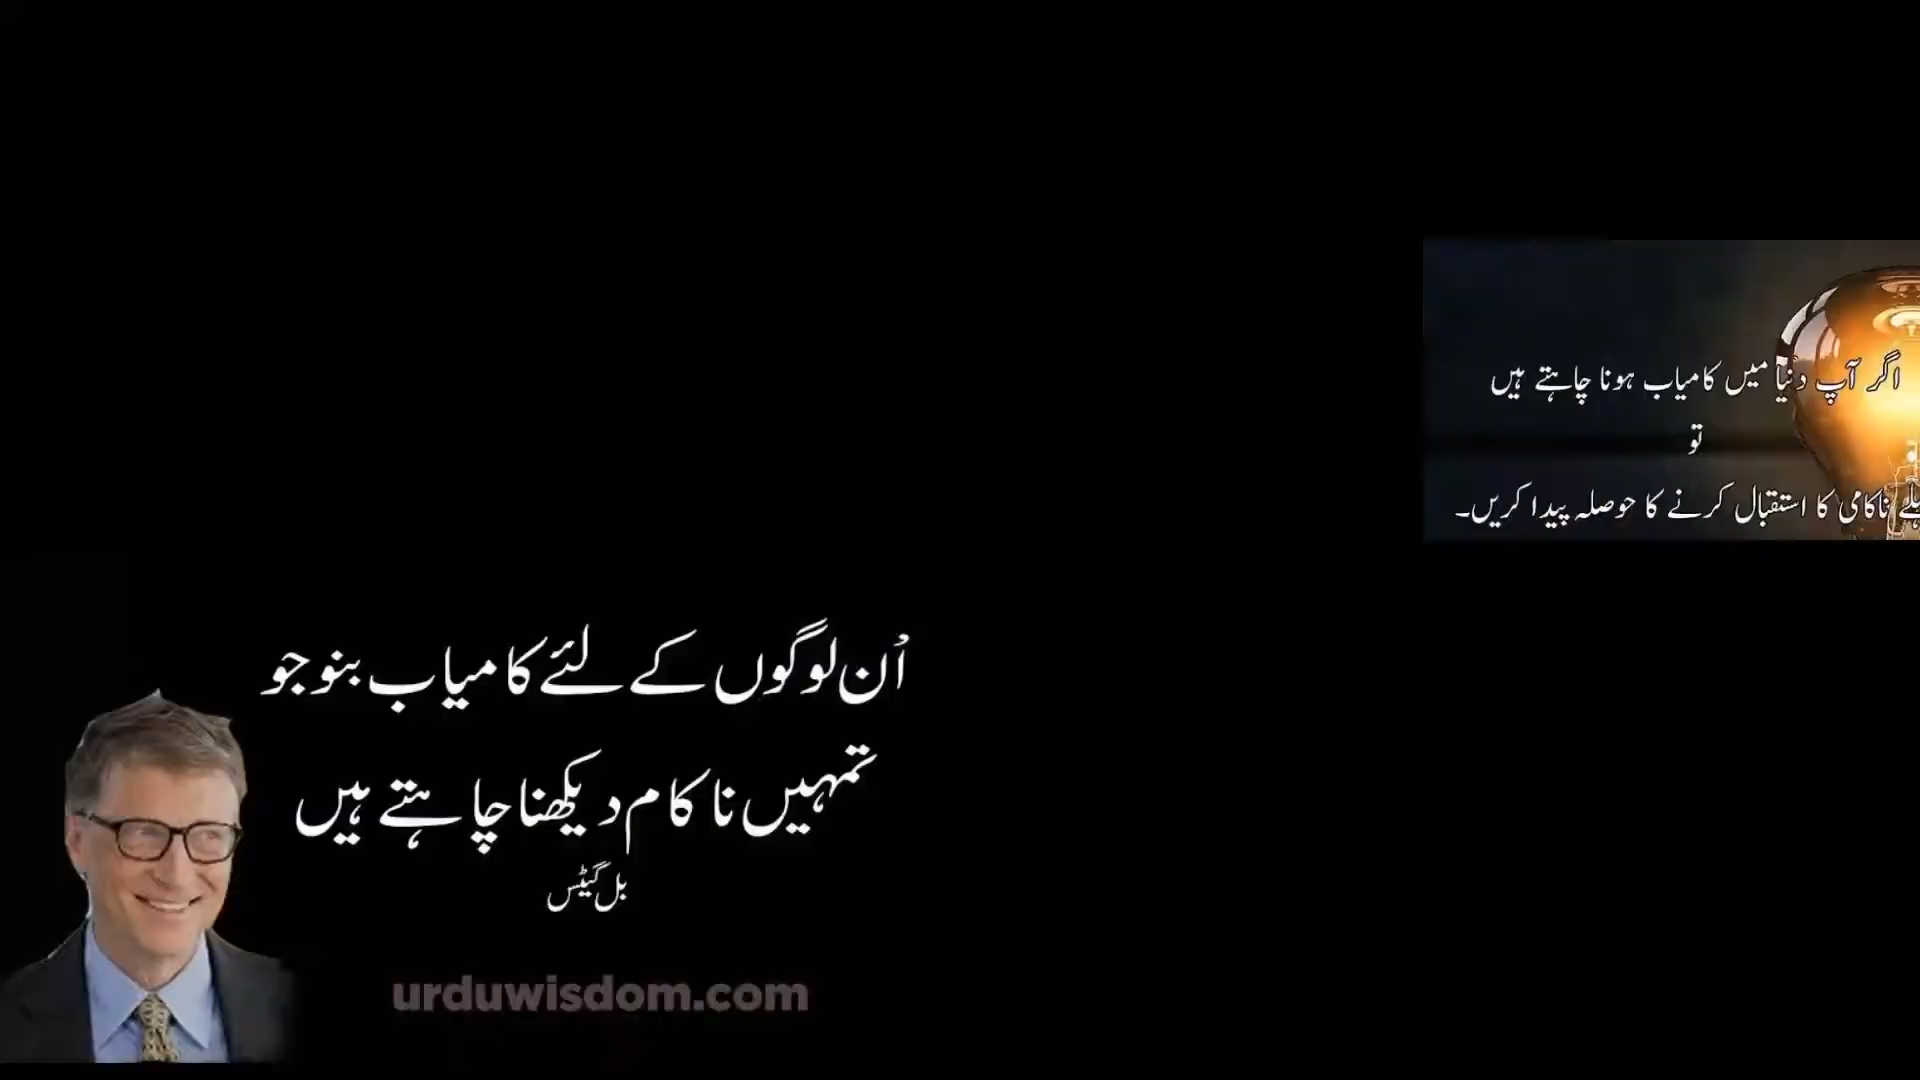 اگر آپ دنیا میں کامیاب ہونا چاہتے ہیں
تو
ناکامی کا استقبال کرنے کا حوصلہ پیدا کریں۔
اُن لوگوں کے لئے کامیاب بنو جو
تمہیں ناکام دیکھنا چاہتے ہیں
بل گیٹس
urduwisdom.com